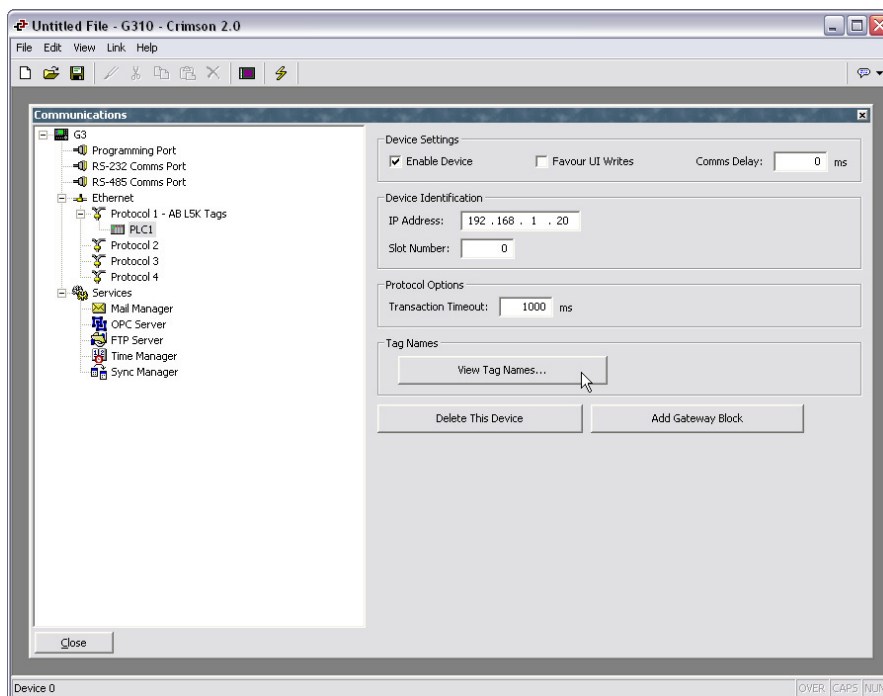 Untitled File - G310 - Crimson 2.0
File Edit View Link Help
Communications
G3
Programming Port
RS-232 Comms Port
RS-485 Comms Port
Ethernet
Protocol 1 - AB L5K Tags
PLC1
Protocol 2
Protocol 3
Protocol 4
Services
Mail Manager
OPC Server
FTP Server
Time Manager
Sync Manager
Device Settings
Enable Device Favour UI Writes Comms Delay: 0 ms
Device Identification
IP Address: 192 . 168 . 1 . 20
Slot Number: 0
Protocol Options
Transaction Timeout: 1000 ms
Tag Names
View Tag Names...
Delete This Device Add Gateway Block
Close
Device 0 OVER CAPS NUM